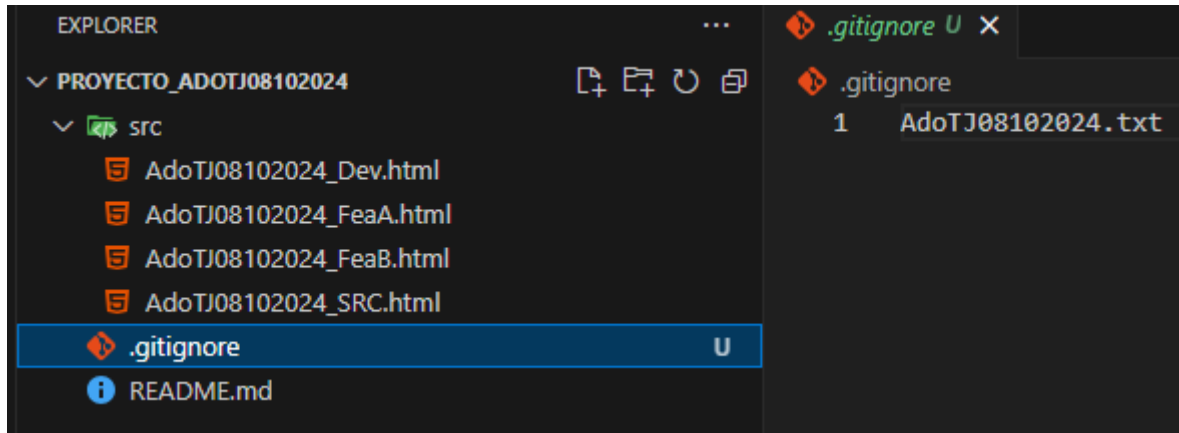 EXPLORER
PROYECTO_ADOTJ08102024
src
AdoTJ08102024_Dev.html
AdoTJ08102024_FeaA.html
AdoTJ08102024_FeaB.html
AdoTJ08102024_SRC.html
.gitignore U
README.md
.gitignore U
.gitignore
1 AdoTJ08102024.txt